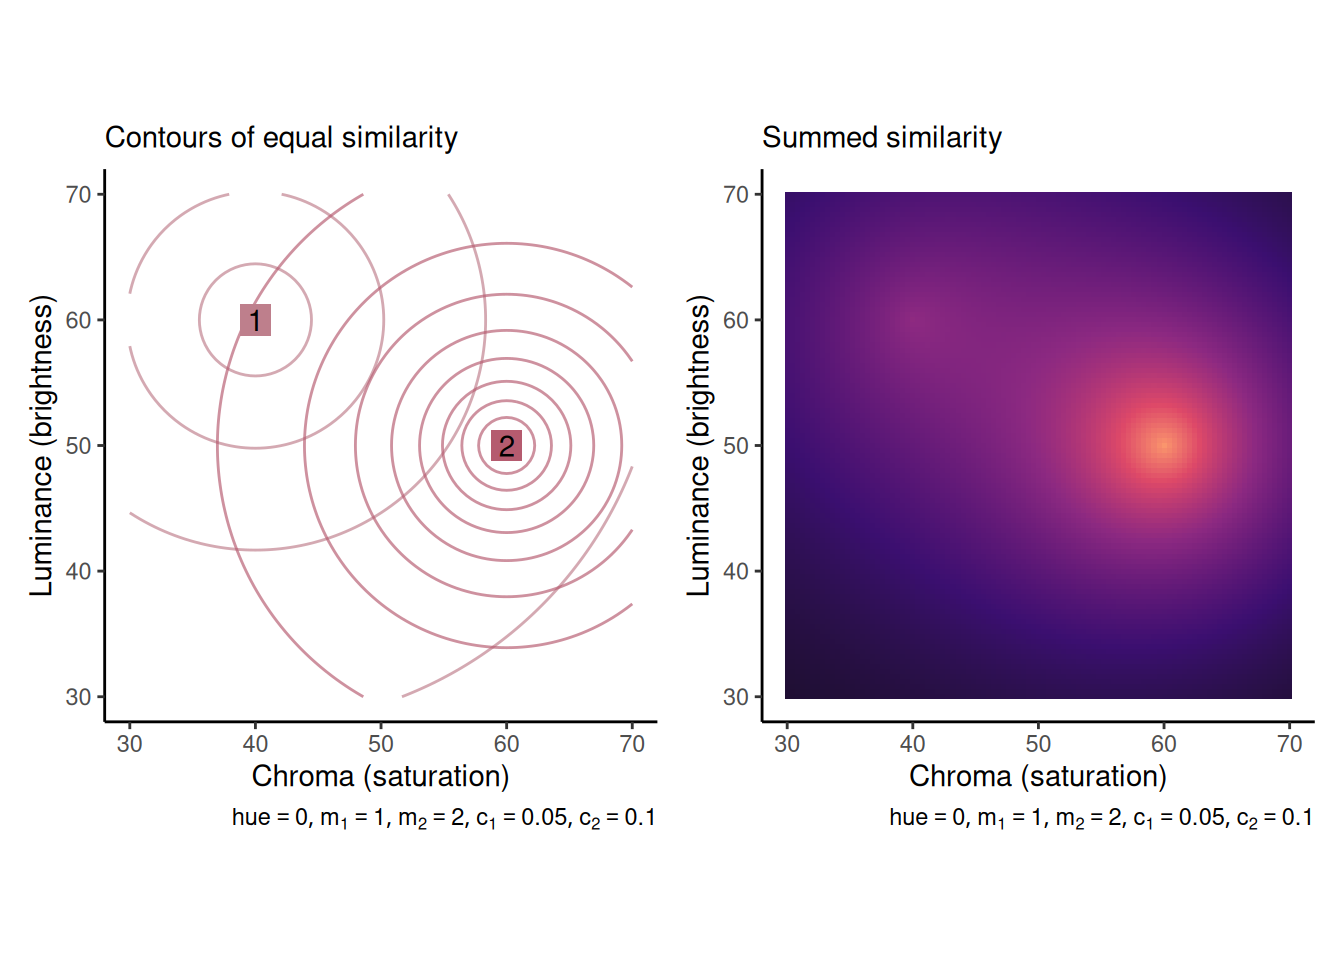 Contours of equal similarity
Luminance (brightness)
70
60
50
40
30
1
2
30 40 50 60 70
Chroma (saturation)
hue = 0, m₁ = 1, m₂ = 2, c₁ = 0.05, c₂ = 0.1
Summed similarity
Luminance (brightness)
70
60
50
40
30
30 40 50 60 70
Chroma (saturation)
hue = 0, m₁ = 1, m₂ = 2, c₁ = 0.05, c₂ = 0.1